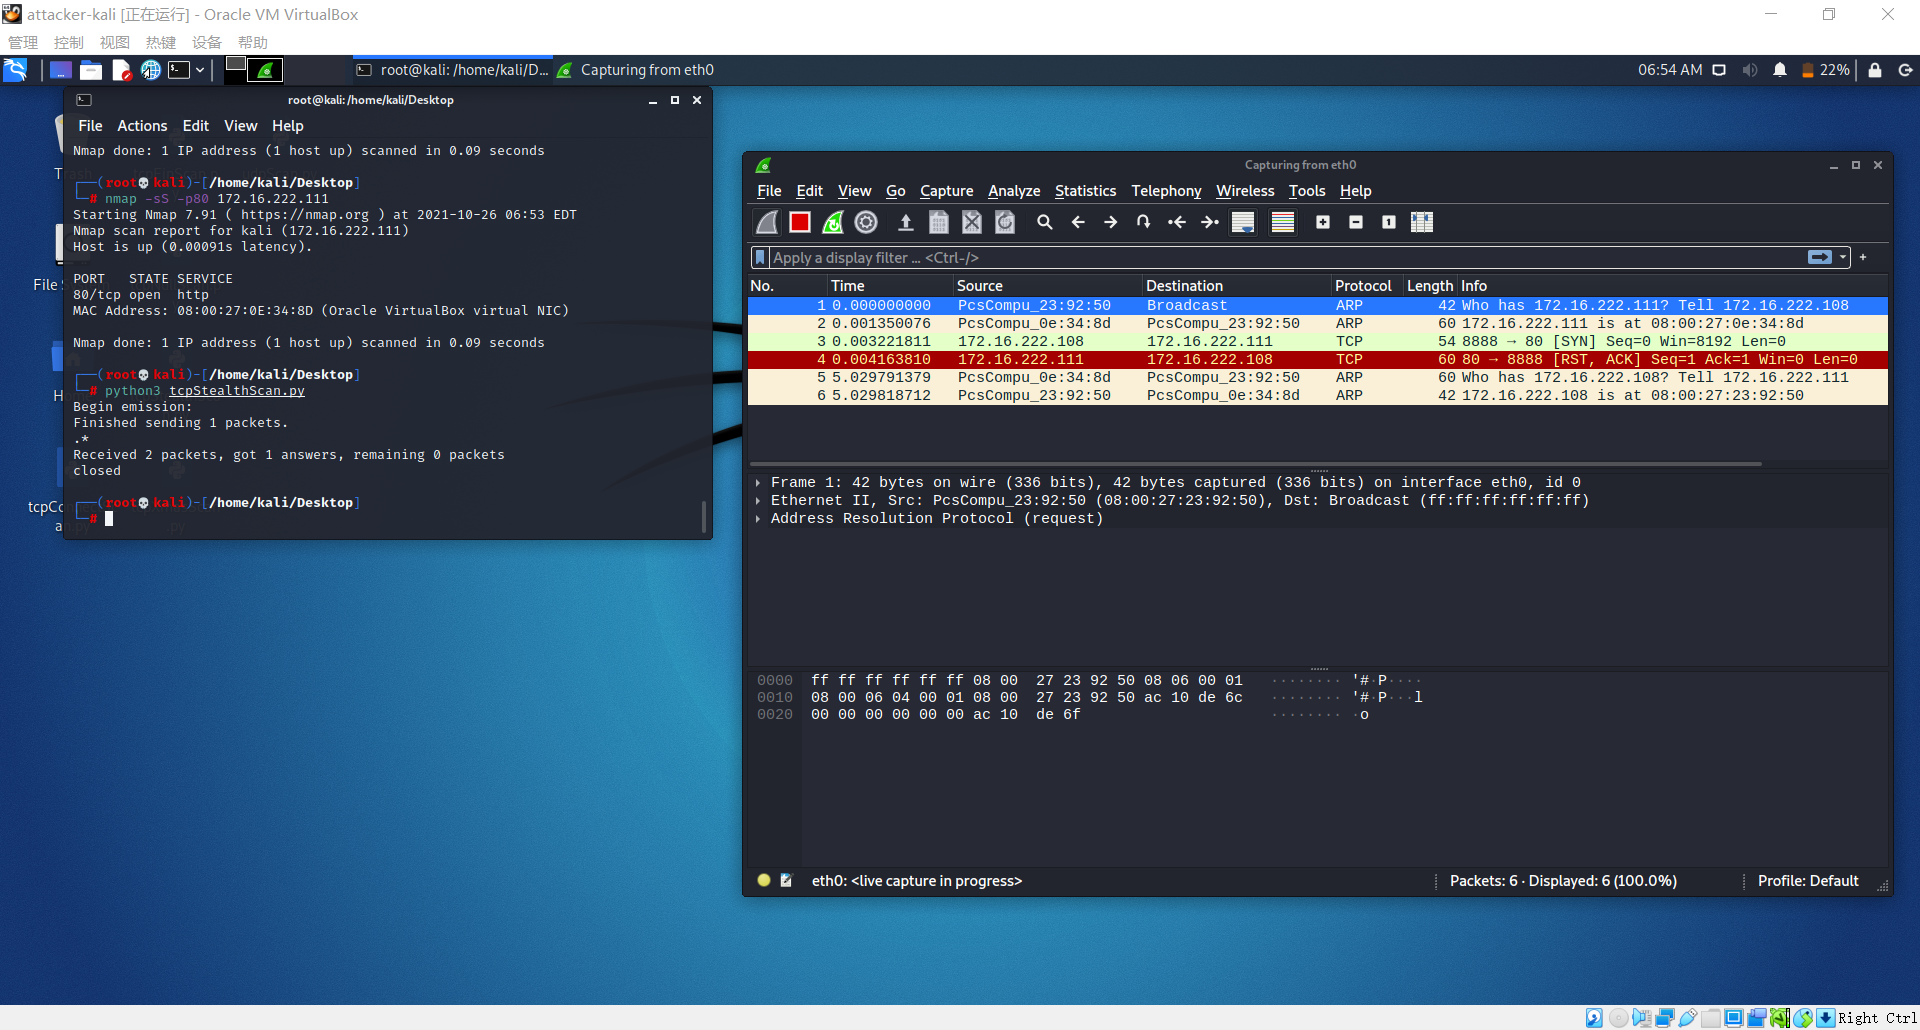 attacker-kali [正在运行] - Oracle VM VirtualBox
管理 控制 视图 热键 设备 帮助
root@kali: /home/kali/D... Capturing from eth0 06:54 AM 22%
root@kali: /home/kali/Desktop
File Actions Edit View Help
Nmap done: 1 IP address (1 host up) scanned in 0.09 seconds
(root💀kali)-[/home/kali/Desktop]
# nmap -sS -p80 172.16.222.111
Starting Nmap 7.91 ( https://nmap.org ) at 2021-10-26 06:53 EDT
Nmap scan report for kali (172.16.222.111)
Host is up (0.00091s latency).
PORT STATE SERVICE
80/tcp open http
MAC Address: 08:00:27:0E:34:8D (Oracle VirtualBox virtual NIC)
Nmap done: 1 IP address (1 host up) scanned in 0.09 seconds
(root💀kali)-[/home/kali/Desktop]
# python3 tcpStealthScan.py
Begin emission:
Finished sending 1 packets.
.*
Received 2 packets, got 1 answers, remaining 0 packets
closed
(root💀kali)-[/home/kali/Desktop]
#
File
tcpCo
Capturing from eth0
File Edit View Go Capture Analyze Statistics Telephony Wireless Tools Help
Apply a display filter ... <Ctrl-/>
No. Time Source Destination Protocol Length Info
1 0.000000000 PcsCompu_23:92:50 Broadcast ARP 42 Who has 172.16.222.111? Tell 172.16.222.108
2 0.001350076 PcsCompu_0e:34:8d PcsCompu_23:92:50 ARP 60 172.16.222.111 is at 08:00:27:0e:34:8d
3 0.003221811 172.16.222.108 172.16.222.111 TCP 54 8888 → 80 [SYN] Seq=0 Win=8192 Len=0
4 0.004163810 172.16.222.111 172.16.222.108 TCP 60 80 → 8888 [RST, ACK] Seq=1 Ack=1 Win=0 Len=0
5 5.029791379 PcsCompu_0e:34:8d PcsCompu_23:92:50 ARP 60 Who has 172.16.222.108? Tell 172.16.222.111
6 5.029818712 PcsCompu_23:92:50 PcsCompu_0e:34:8d ARP 42 172.16.222.108 is at 08:00:27:23:92:50
Frame 1: 42 bytes on wire (336 bits), 42 bytes captured (336 bits) on interface eth0, id 0
Ethernet II, Src: PcsCompu_23:92:50 (08:00:27:23:92:50), Dst: Broadcast (ff:ff:ff:ff:ff:ff)
Address Resolution Protocol (request)
0000 ff ff ff ff ff ff 08 00 27 23 92 50 08 06 00 01 ········ '#·P····
0010 08 00 06 04 00 01 08 00 27 23 92 50 ac 10 de 6c ········ '#·P···l
0020 00 00 00 00 00 00 ac 10 de 6f ········ ·o
eth0: <live capture in progress> Packets: 6 · Displayed: 6 (100.0%) Profile: Default
Right Ctrl